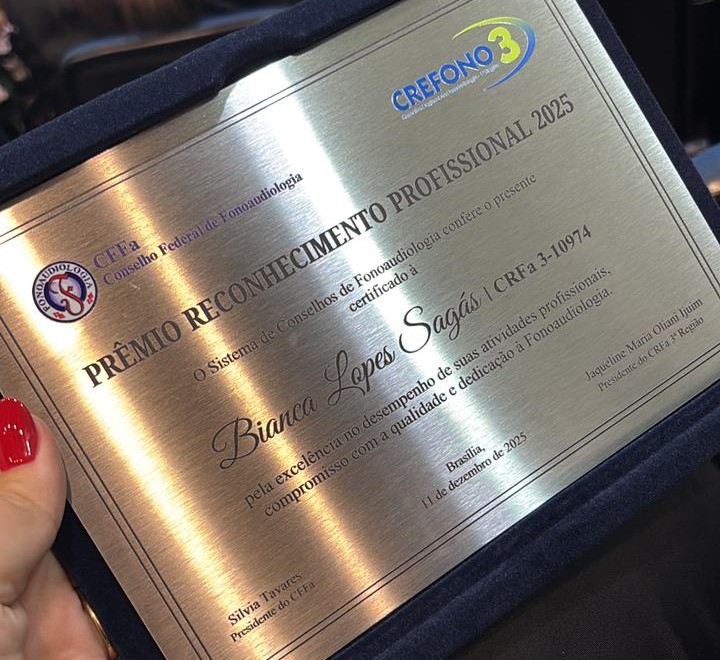 CREFONO 3
CFFa
Conselho Federal de Fonoaudiologia
FONOAUDIOLOGIA
PRÊMIO RECONHECIMENTO PROFISSIONAL 2025
O Sistema de Conselhos de Fonoaudiologia confere o presente
certificado à
Bianca Lopes Sagás | CRFa 3-10974
pela excelência no desempenho de suas atividades profissionais,
compromisso com a qualidade e dedicação à Fonoaudiologia.
Brasília,
11 de dezembro de 2025
Jaqueline Maria Oliani Ijuim
Presidente do CRFa 3ª Região
Silvia Tavares
Presidente do CFFa